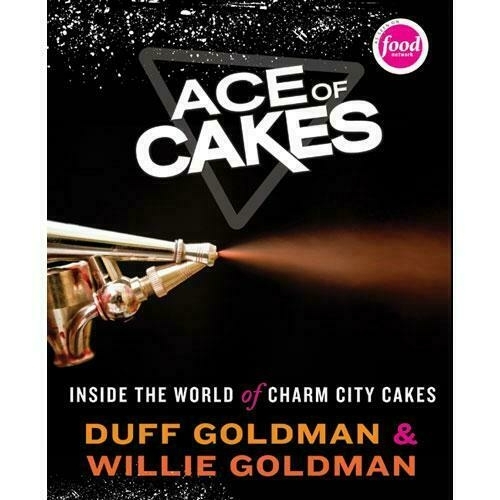 food
network
ACE OF
CAKES
INSIDE THE WORLD of CHARM CITY CAKES
DUFF GOLDMAN &
WILLIE GOLDMAN